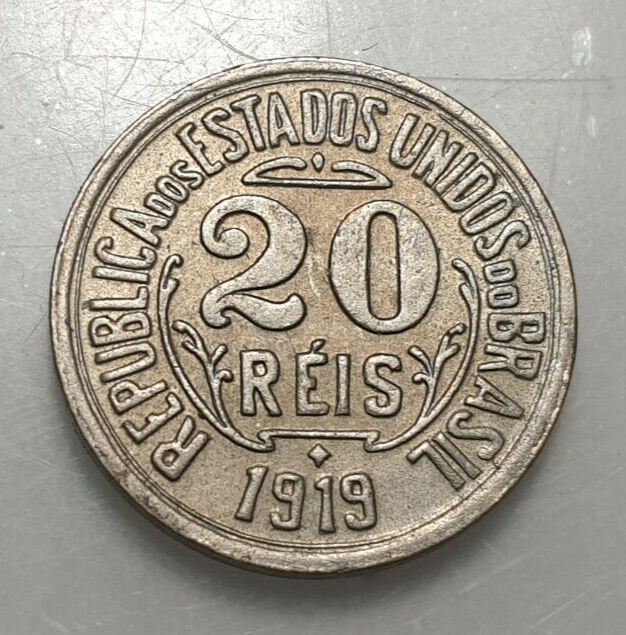 REPUBLICA DOS ESTADOS UNIDOS DO BRASIL
20
RÉIS
1919